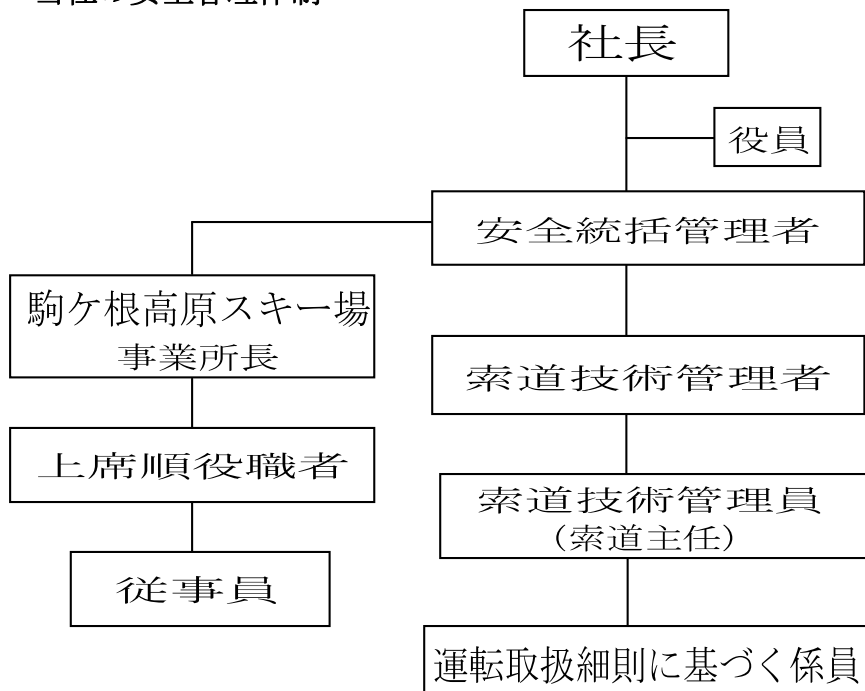 社長
役員
安全統括管理者
駒ケ根高原スキー場
事業所長
索道技術管理者
上席順役職者
索道技術管理員
(索道主任)
従事員
運転取扱細則に基づく係員